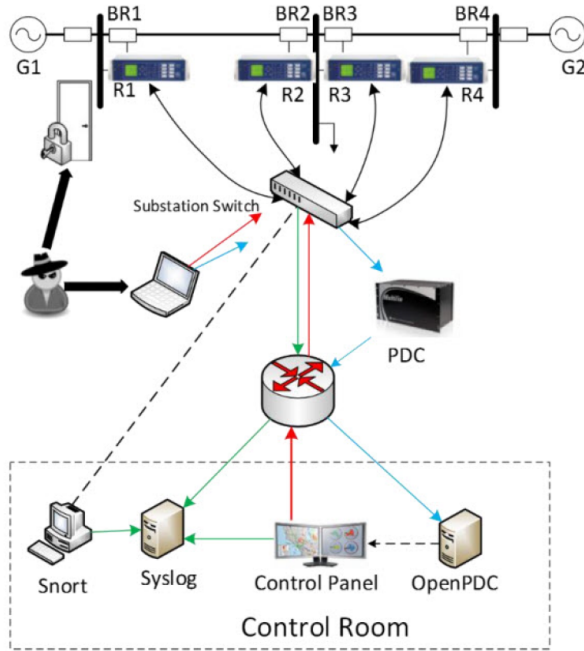 BR1
BR2
BR3
BR4
G1
G2
R1
R2
R3
R4
Substation Switch
PDC
Snort
Syslog
Control Panel
OpenPDC
Control Room